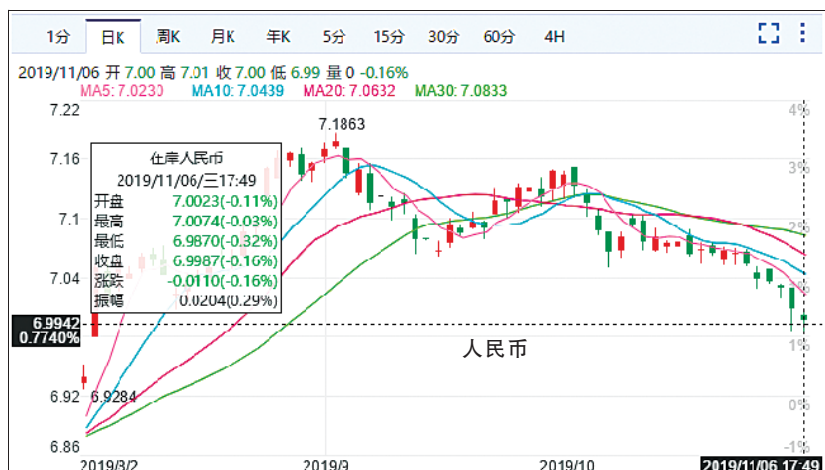 1分 日K 周K 月K 年K 5分 15分 30分 60分 4H
2019/11/06 开 7.00 高 7.01 收 7.00 低 6.99 量 0 -0.16%
MA5: 7.0230 MA10: 7.0439 MA20: 7.0632 MA30: 7.0833
7.22 4%
7.1863
7.16 3%
在岸人民币
2019/11/06/三17:49
开盘 7.0023(-0.11%)
最高 7.0074(-0.03%)
最低 6.9870(-0.32%)
收盘 6.9987(-0.16%)
涨跌 -0.0110(-0.16%)
振幅 0.0204(0.29%)
7.1 2%
7.04
6.9942
0.7740%
人民币
1%
6.92 6.9284 0%
6.86 -1%
2019/3/2 2019/9 2019/10 2019/11/06 17:49